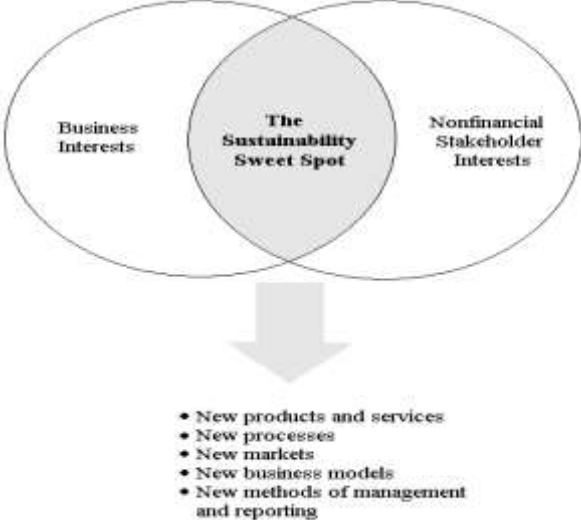 Business
Interests
The
Sustainability
Sweet Spot
Nonfinancial
Stakeholder
Interests
• New products and services
• New processes
• New markets
• New business models
• New methods of management
and reporting